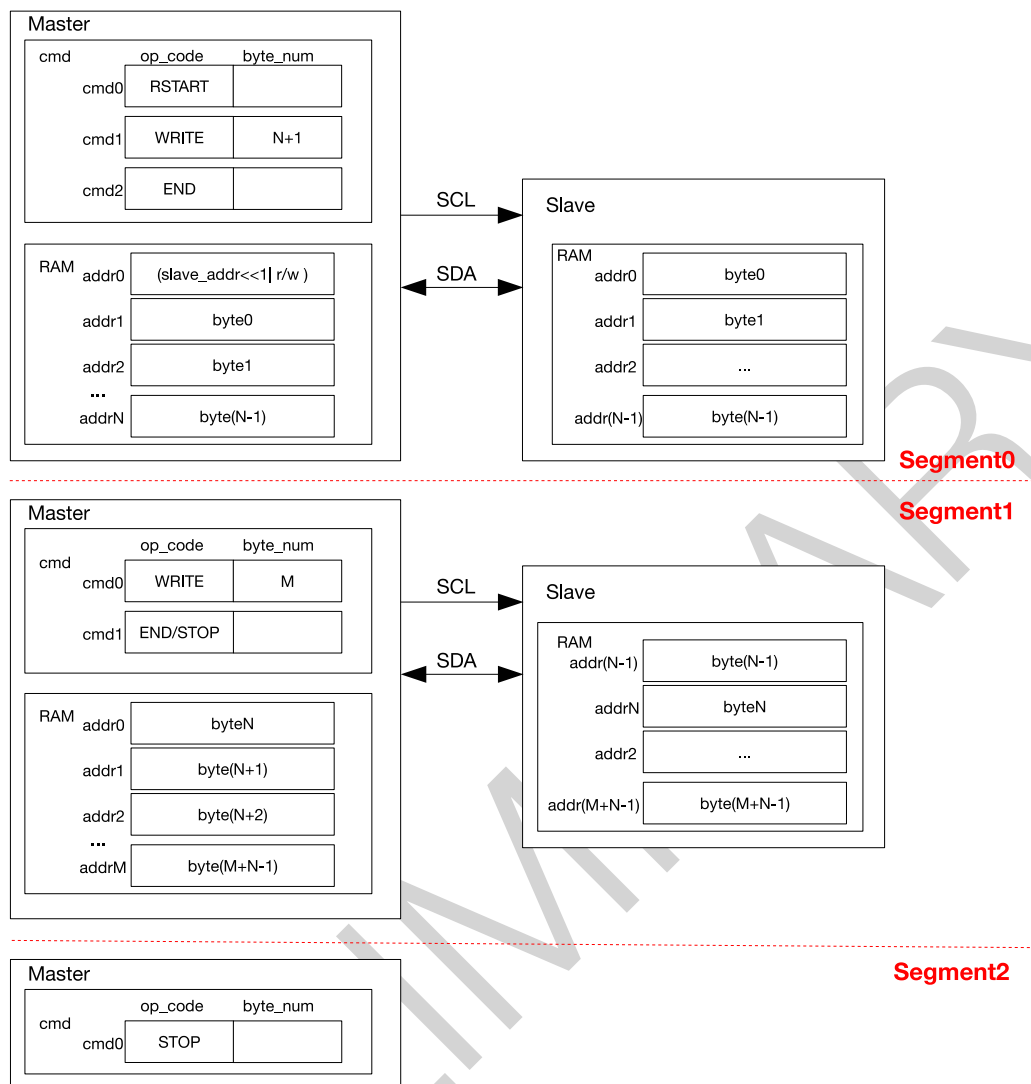 Master
cmd op_code byte_num
cmd0 RSTART
cmd1 WRITE N+1
cmd2 END
RAM
addr0 (slave_addr<<1| r/w )
addr1 byte0
addr2 byte1
...
addrN byte(N-1)
SCL
SDA
Slave
RAM
addr0 byte0
addr1 byte1
addr2 ...
addr(N-1) byte(N-1)
Segment0
Segment1
Master
op_code byte_num
cmd
cmd0 WRITE M
cmd1 END/STOP
RAM
addr0 byteN
addr1 byte(N+1)
addr2 byte(N+2)
...
addrM byte(M+N-1)
SCL
SDA
Slave
RAM
addr(N-1) byte(N-1)
addrN byteN
addr2 ...
addr(M+N-1) byte(M+N-1)
Segment2
Master
op_code byte_num
cmd
cmd0 STOP